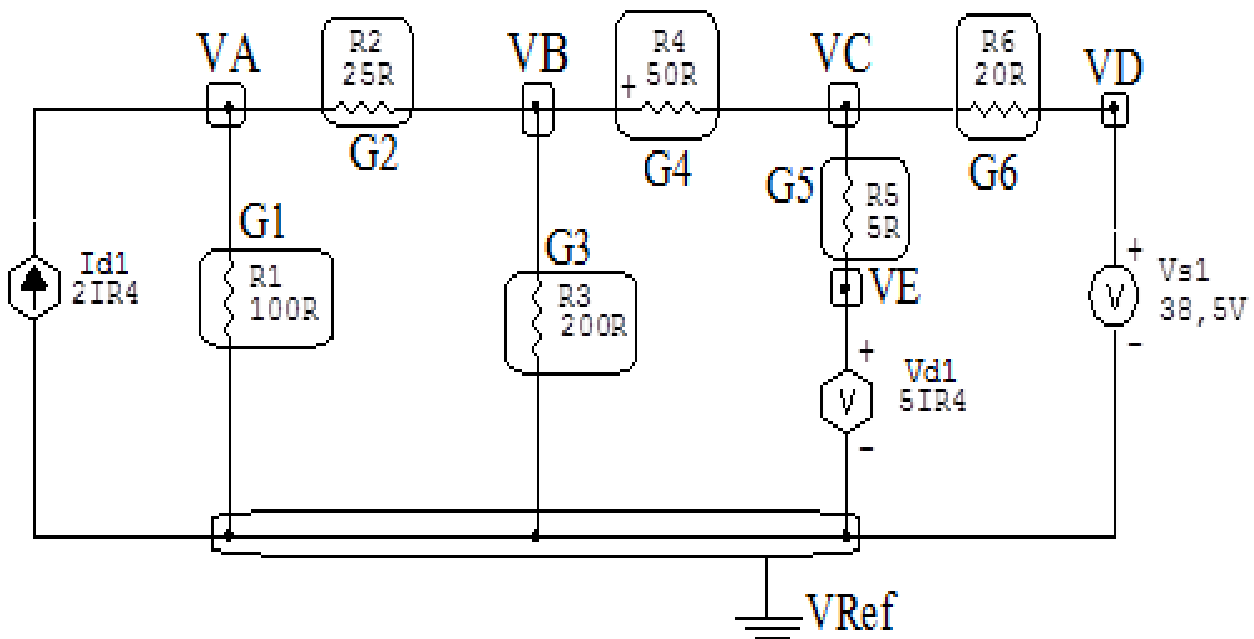 VA
R2
25R
G2
VB
R4
+ 50R
G4
VC
R6
20R
G6
VD
G1
R1
100R
G3
R3
200R
G5
R5
5R
VE
Id1
2IR4
+
Vd1
5IR4
-
+
Vs1
V
38,5V
-
V
VRef